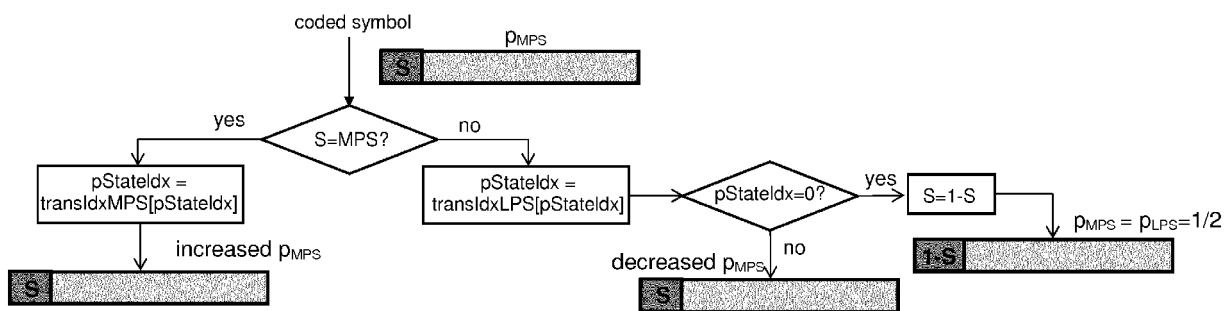 coded symbol
pMPS
S
yes
S=MPS?
no
pStateIdx =
transIdxMPS[pStateIdx]
pStateIdx =
transIdxLPS[pStateIdx]
pStateIdx=0?
yes
S=1-S
increased pMPS
S
no
decreased pMPS
S
pMPS = pLPS=1/2
1-S